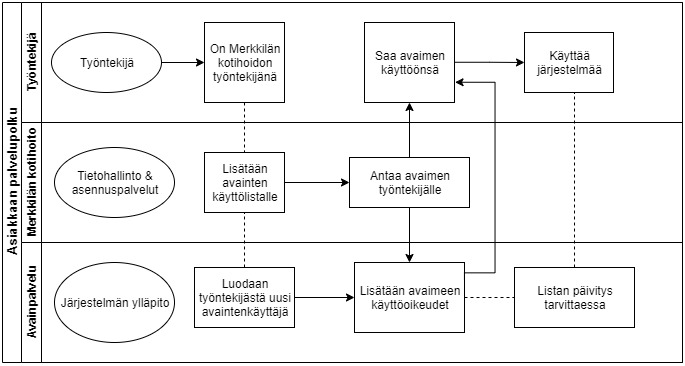 Asiakkaan palvelupolku
Työntekijä
Työntekijä
On Merkkilän
kotihoidon
työntekijänä
Saa avaimen
käyttöönsä
Käyttää
järjestelmää
Merkkilän kotihoito
Tietohallinto &
asennuspalvelut
Lisätään
avainten
käyttölistalle
Antaa avaimen
työntekijälle
Avainpalvelu
Järjestelmän ylläpito
Luodaan
työntekijästä uusi
avaintenkäyttäjä
Lisätään avaimeen
käyttöoikeudet
Listan päivitys
tarvittaessa